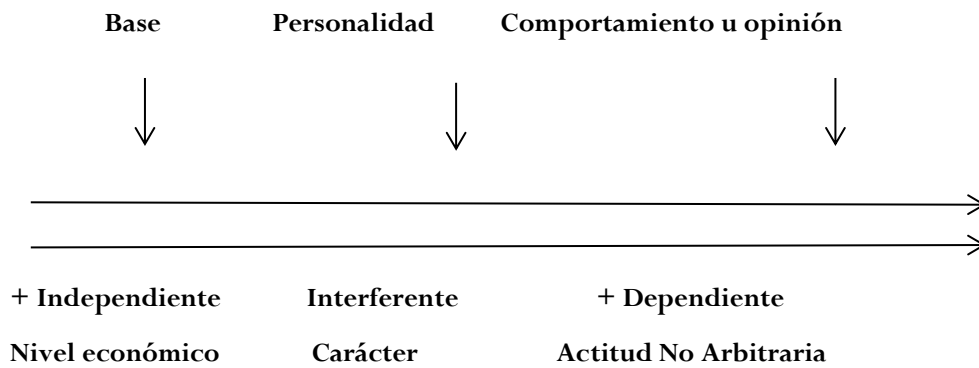 Base Personalidad Comportamiento u opinión
+ Independiente Interferente + Dependiente
Nivel económico Carácter Actitud No Arbitraria